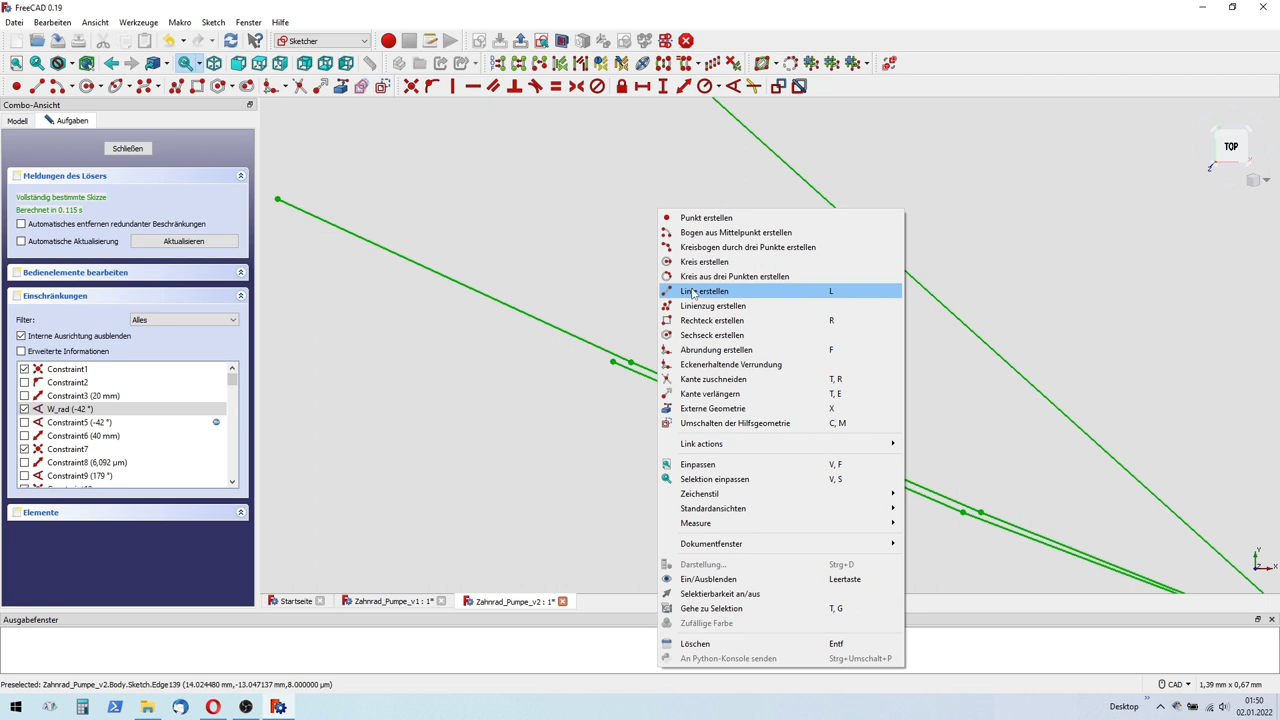 FreeCAD 0.19
Datei Bearbeiten Ansicht Werkzeuge Makro Sketch Fenster Hilfe
Sketcher
Combo-Ansicht
Modell Aufgaben
Schließen
Meldungen des Lösers
Vollständig bestimmte Skizze
Berechnet in 0.115 s
Automatisches entfernen redundanter Beschränkungen
Automatische Aktualisierung Aktualisieren
Bedienelemente bearbeiten
Einschränkungen
Filter: Alles
Interne Ausrichtung ausblenden
Erweiterte Informationen
Constraint1
Constraint2
Constraint3 (20 mm)
W_rad (-42 °)
Constraint5 (-42 °)
Constraint6 (40 mm)
Constraint7
Constraint8 (6,092 µm)
Constraint9 (179 °)
Elemente
TOP
Z
Y
X
Z
Punkt erstellen
Bogen aus Mittelpunkt erstellen
Kreisbogen durch drei Punkte erstellen
Kreis erstellen
Kreis aus drei Punkten erstellen
Linie erstellen L
Linienzug erstellen
Rechteck erstellen R
Sechseck erstellen
Abrundung erstellen F
Eckenerhaltende Verrundung
Kante zuschneiden T, R
Kante verlängern T, E
Externe Geometrie X
Umschalten der Hilfsgeometrie C, M
Link actions
Einpassen V, F
Selektion einpassen V, S
Zeichenstil
Standardansichten
Measure
Dokumentfenster
Darstellung... Strg+D
Ein/Ausblenden Leertaste
Selektierbarkeit an/aus
Gehe zu Selektion T, G
Zufällige Farbe
Löschen Entf
An Python-Konsole senden Strg+Umschalt+P
Startseite Zahnrad_Pumpe_v1 : 1* Zahnrad_Pumpe_v2 : 1*
Ausgabefenster
Preselected: Zahnrad_Pumpe_v2.Body.Sketch.Edge139 (14.024480 mm,-13.047137 mm,8.000000 µm) CAD 1,39 mm x 0,67 mm
Desktop 01:50
02.01.2022